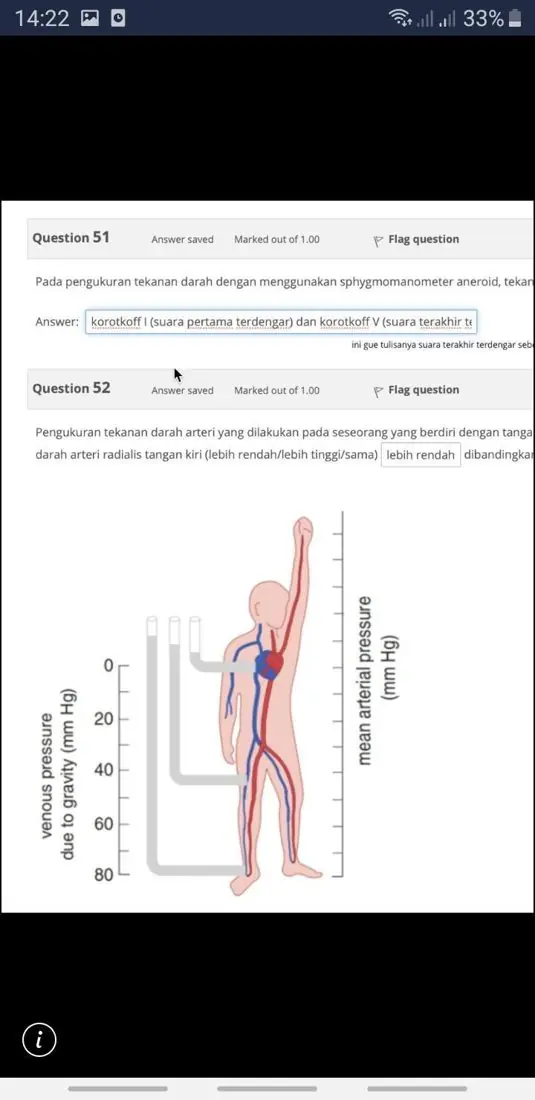 14:22
33%
Question 51
Answer saved
Marked out of 1.00
Flag question
Pada pengukuran tekanan darah dengan menggunakan sphygmomanometer aneroid, tekan
Answer: korotkoff I (suara pertama terdengar) dan korotkoff V (suara terakhir te
ini gue tulisanya suara terakhir terdengar seb
Question 52
Answer saved
Marked out of 1.00
Flag question
Pengukuran tekanan darah arteri yang dilakukan pada seseorang yang berdiri dengan tanga
darah arteri radialis tangan kiri (lebih rendah/lebih tinggi/sama) lebih rendah dibandingka
0
20
40
60
80
venous pressure
due to gravity (mm Hg)
mean arterial pressure
(mm Hg)
i